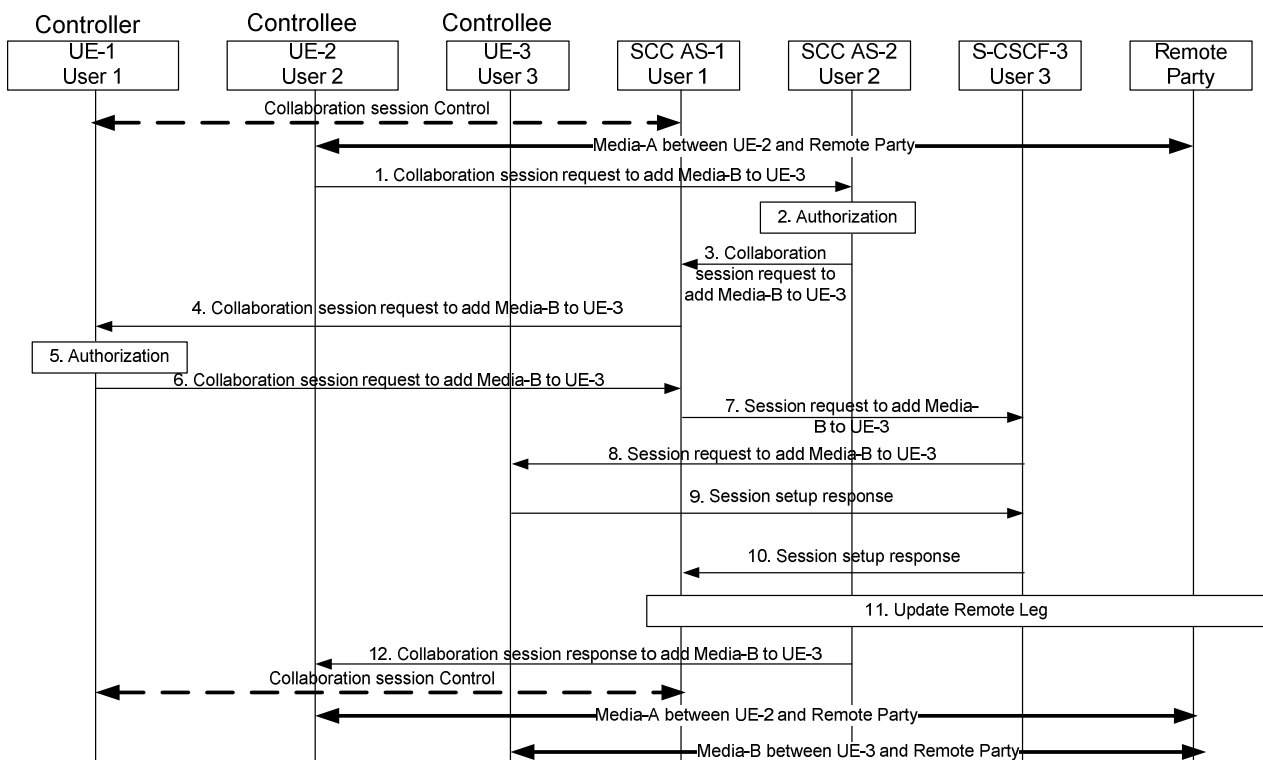 Controller
Controllee
Controllee
UE-1
User 1
UE-2
User 2
UE-3
User 3
SCC AS-1
User 1
SCC AS-2
User 2
S-CSCF-3
User 3
Remote
Party
Collaboration session Control
Media-A between UE-2 and Remote Party
1. Collaboration session request to add Media-B to UE-3
2. Authorization
3. Collaboration
session request to
add Media-B to UE-3
4. Collaboration session request to add Media-B to UE-3
5. Authorization
6. Collaboration session request to add Media-B to UE-3
7. Session request to add Media-
B to UE-3
8. Session request to add Media-B to UE-3
9. Session setup response
10. Session setup response
11. Update Remote Leg
12. Collaboration session response to add Media-B to UE-3
Collaboration session Control
Media-A between UE-2 and Remote Party
Media-B between UE-3 and Remote Party